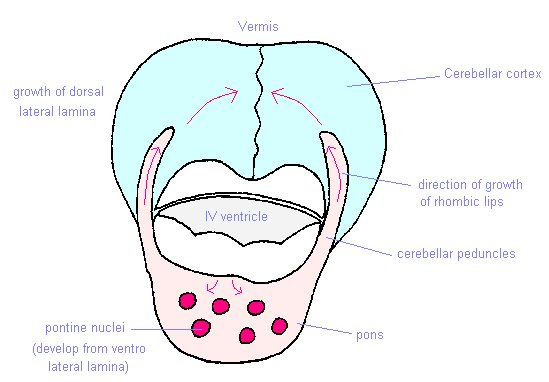 Vermis
growth of dorsal
lateral lamina
Cerebellar cortex
direction of growth
of rhombic lips
IV ventricle
cerebellar peduncles
pontine nuclei
(develop from ventro
lateral lamina)
pons